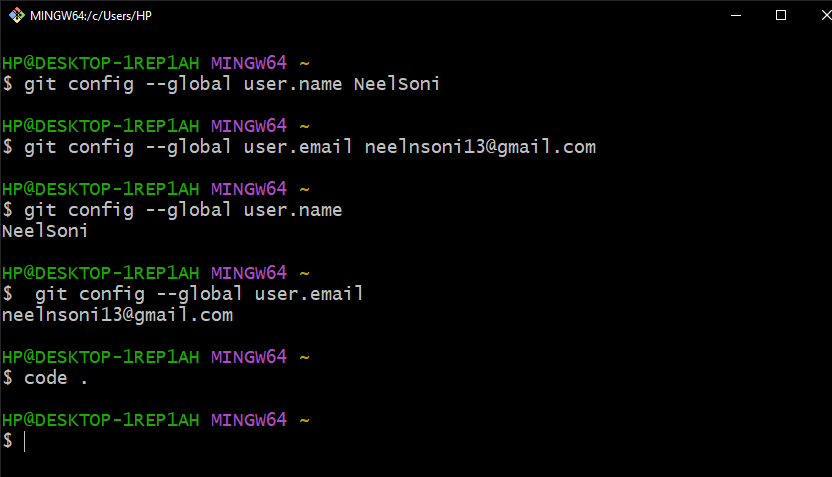 MINGW64:/c/Users/HP
HP@DESKTOP-1REP1AH MINGW64 ~
$ git config --global user.name NeelSoni
HP@DESKTOP-1REP1AH MINGW64 ~
$ git config --global user.email neelnsoni13@gmail.com
HP@DESKTOP-1REP1AH MINGW64 ~
$ git config --global user.name
NeelSoni
HP@DESKTOP-1REP1AH MINGW64 ~
$  git config --global user.email
neelnsoni13@gmail.com
HP@DESKTOP-1REP1AH MINGW64 ~
$ code .
HP@DESKTOP-1REP1AH MINGW64 ~
$